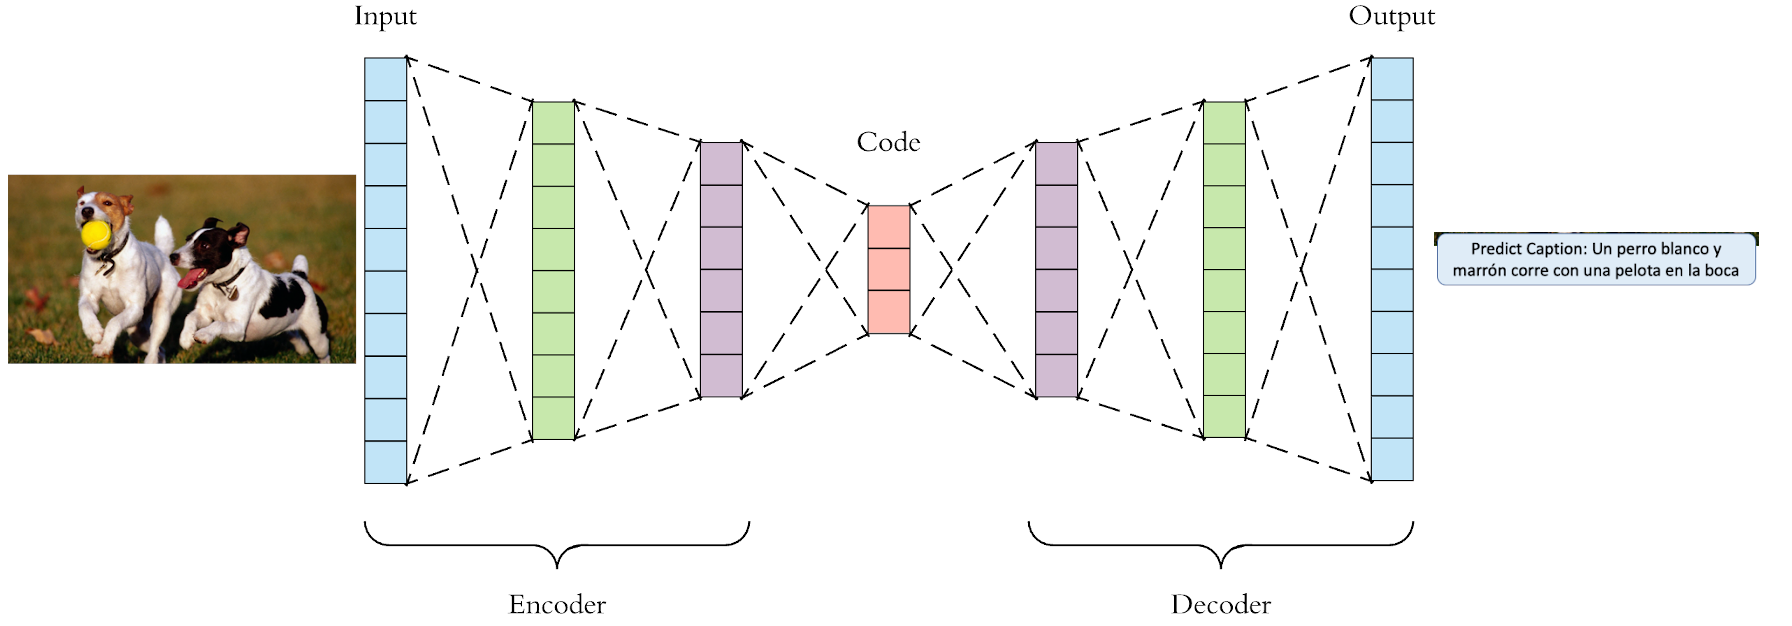 Input
Output
Code
Predict Caption: Un perro blanco y
marrón corre con una pelota en la boca
Encoder
Decoder